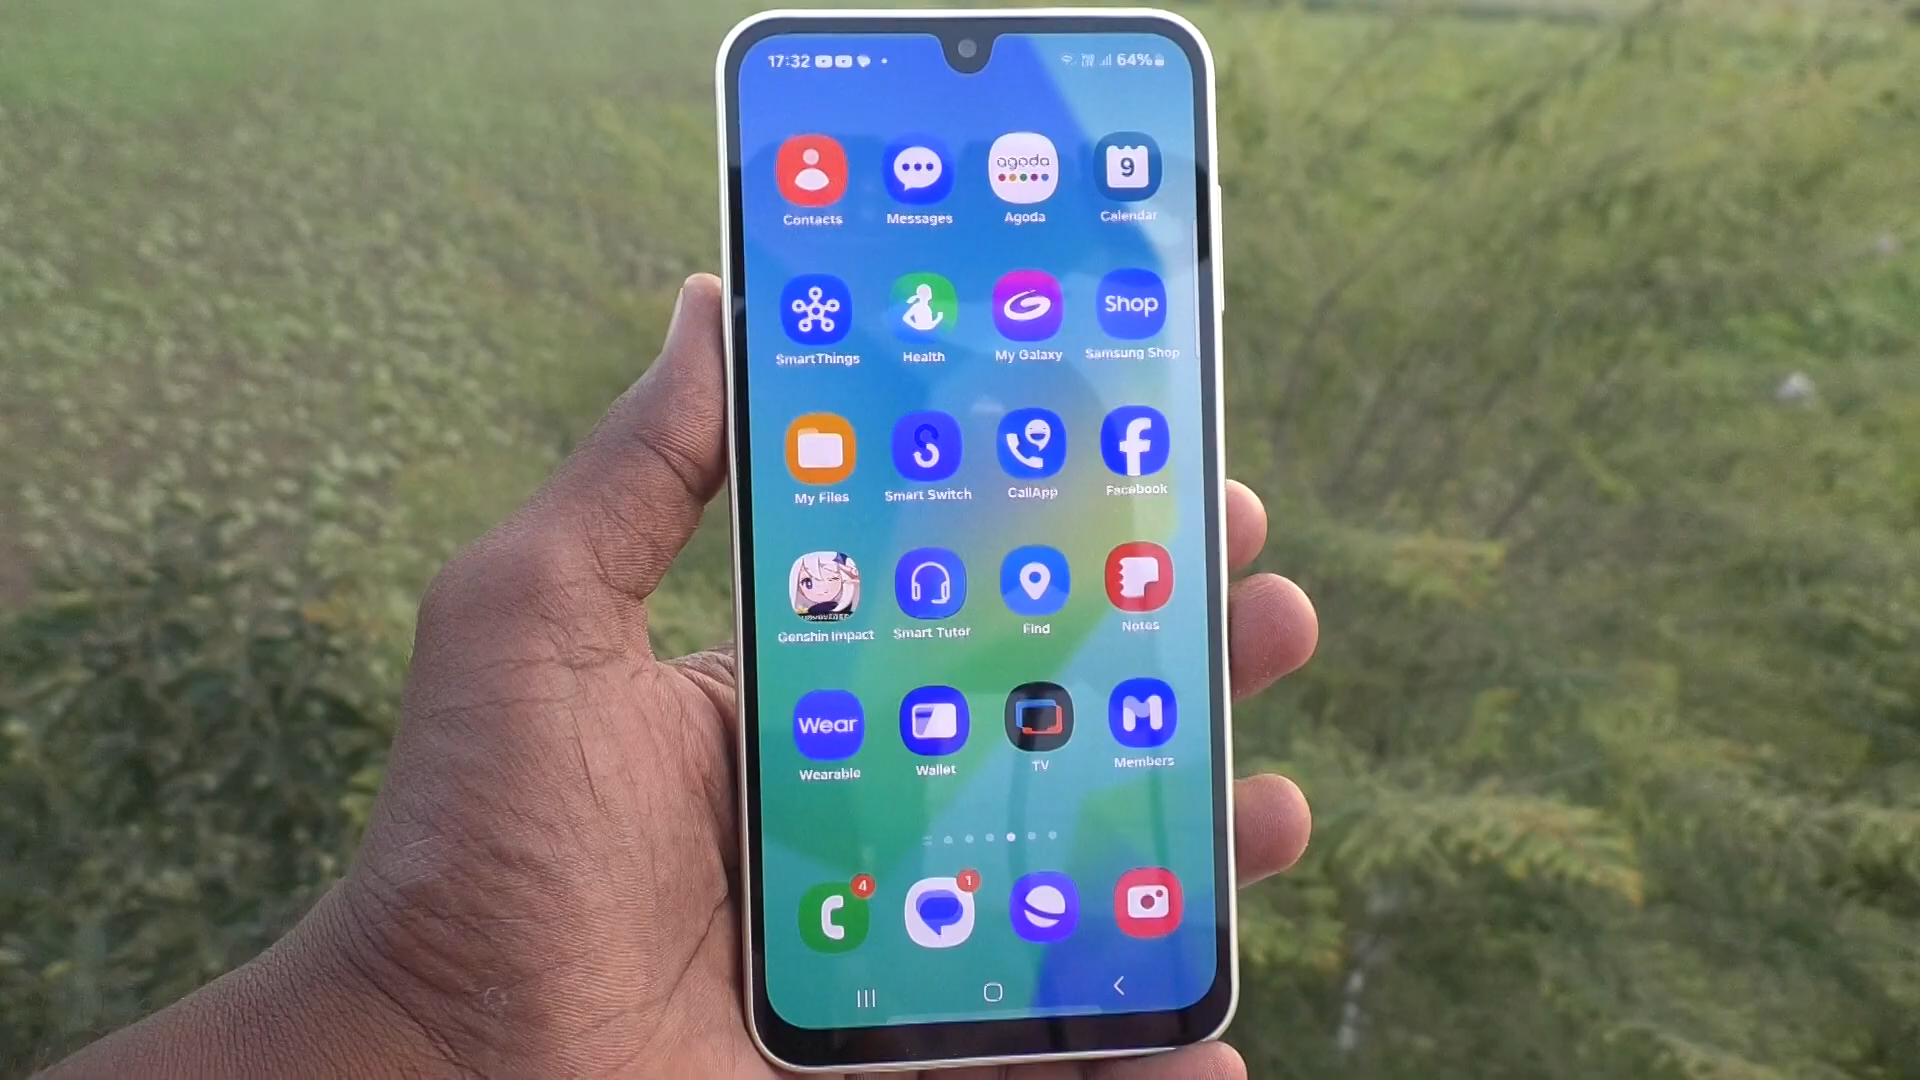 17:32 64%
agoda
9
Contacts Messages Agoda Calendar
Shop
SmartThings Health My Galaxy Samsung Shop
My Files Smart Switch CallApp Facebook
Genshin Impact Smart Tutor Find Notes
Wear
Wearable Wallet TV Members
4 1